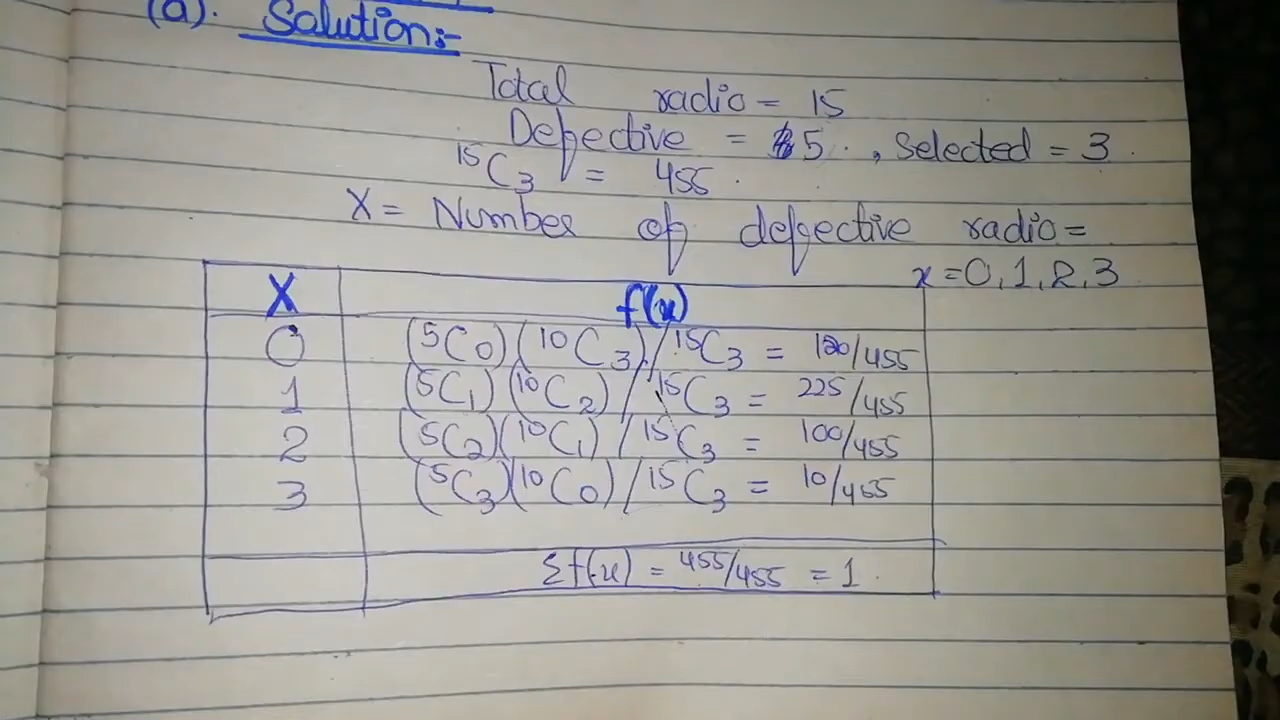 (a). Solution:-
Total radio = 15
Defective = 5. , Selected = 3.
¹⁵C₃ = 455.
X = Number of defective radio =
x = 0, 1, 2, 3
X f(x)
0 (⁵C₀)(¹⁰C₃)/¹⁵C₃ = 120/455
1 (⁵C₁)(¹⁰C₂)/¹⁵C₃ = 225/455
2 (⁵C₂)(¹⁰C₁)/¹⁵C₃ = 100/455
3 (⁵C₃)(¹⁰C₀)/¹⁵C₃ = 10/455
Σf(x) = 455/455 = 1.